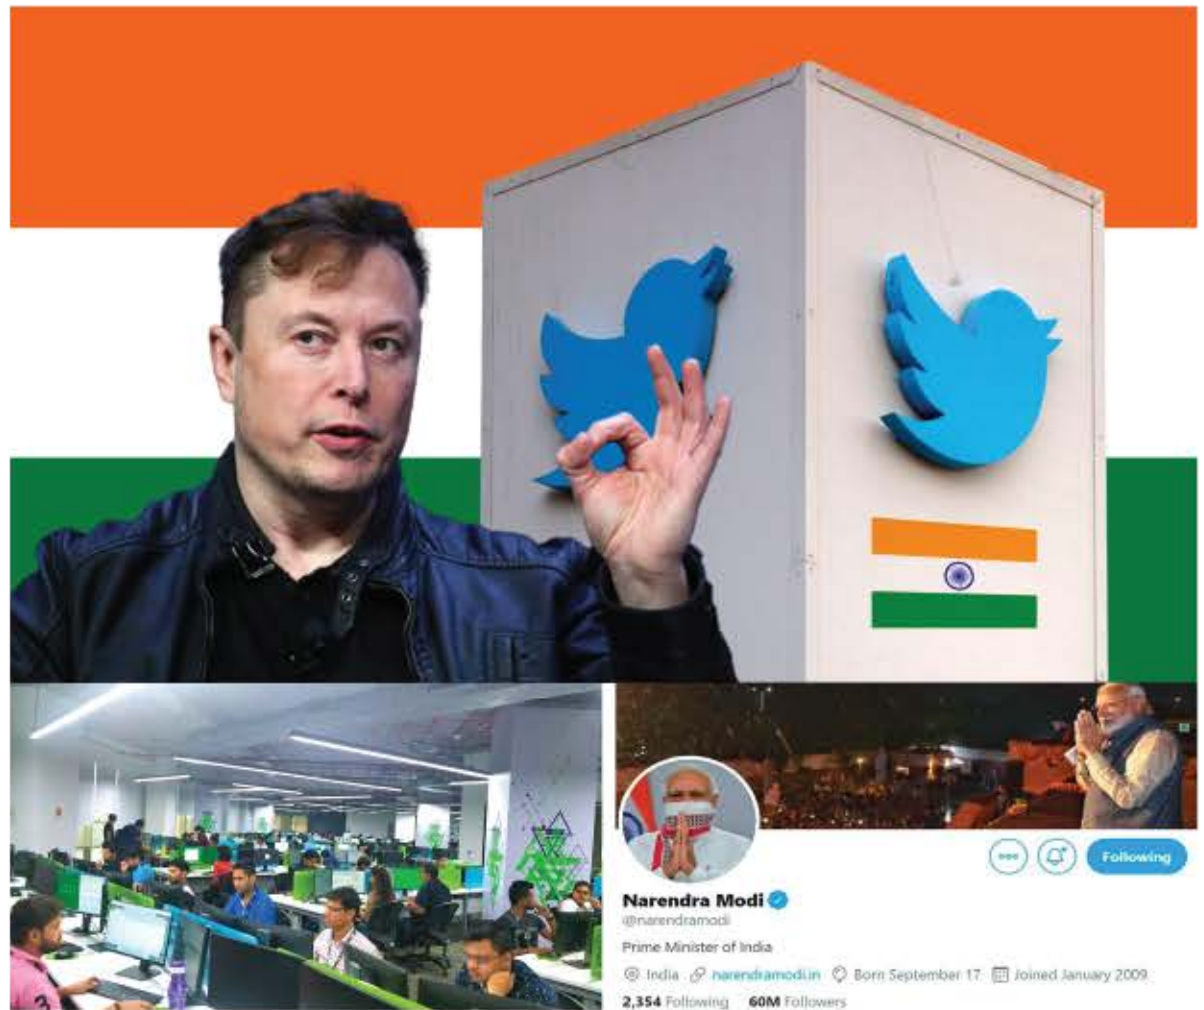 Following
Narendra Modi
@narendramodi
Prime Minister of India
India narendramodi.in Born September 17 Joined January 2009
2,354 Following 60M Followers